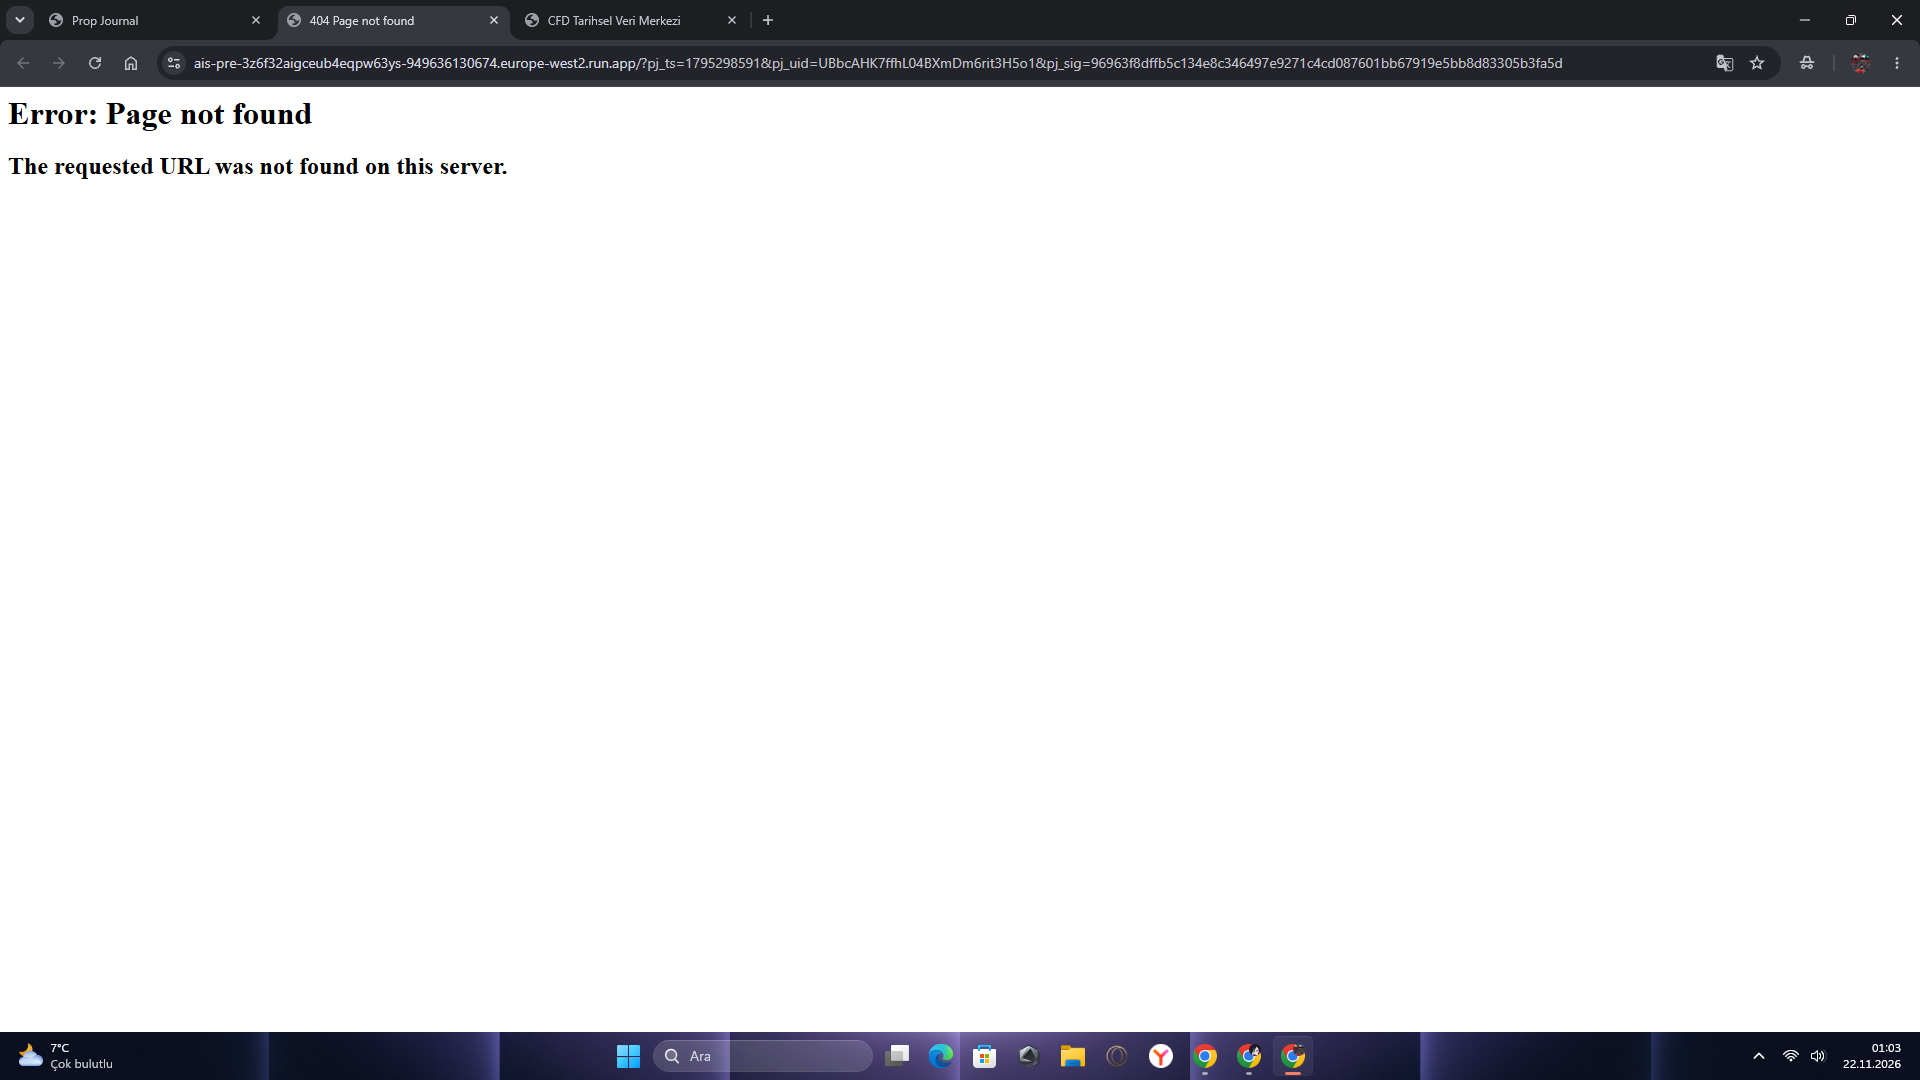 Prop Journal
404 Page not found
CFD Tarihsel Veri Merkezi
ais-pre-3z6f32aigceub4eqpw63ys-949636130674.europe-west2.run.app/?pj_ts=1795298591&pj_uid=UBbcAHK7ffhL04BXmDm6rit3H5o1&pj_sig=96963f8dffb5c134e8c346497e9271c4cd087601bb67919e5bb8d83305b3fa5d
Error: Page not found
The requested URL was not found on this server.
7°C
Çok bulutlu
Ara
01:03
22.11.2026